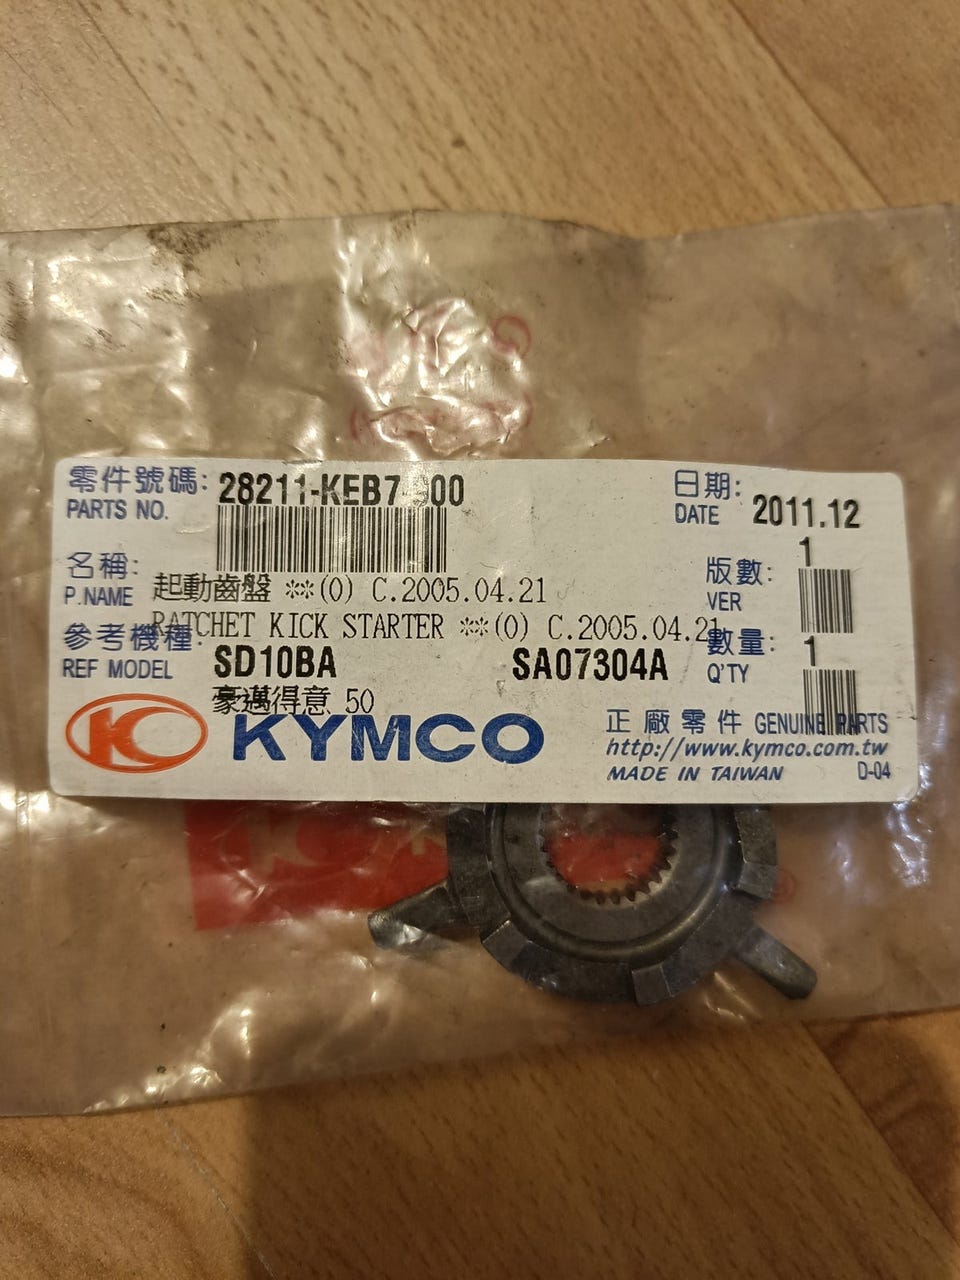 零件號碼: 28211-KEB7-900
PARTS NO.
日期: 2011.12
DATE
名稱: 起動齒盤 **(0) C.2005.04.21
P.NAME RATCHET KICK STARTER **(0) C.2005.04.21
版數: 1
VER
參考機種: SD10BA SA07304A
REF MODEL
數量: 1
Q'TY
豪邁得意 50
KYMCO
正廠零件 GENUINE PARTS
http://www.kymco.com.tw
MADE IN TAIWAN D-04